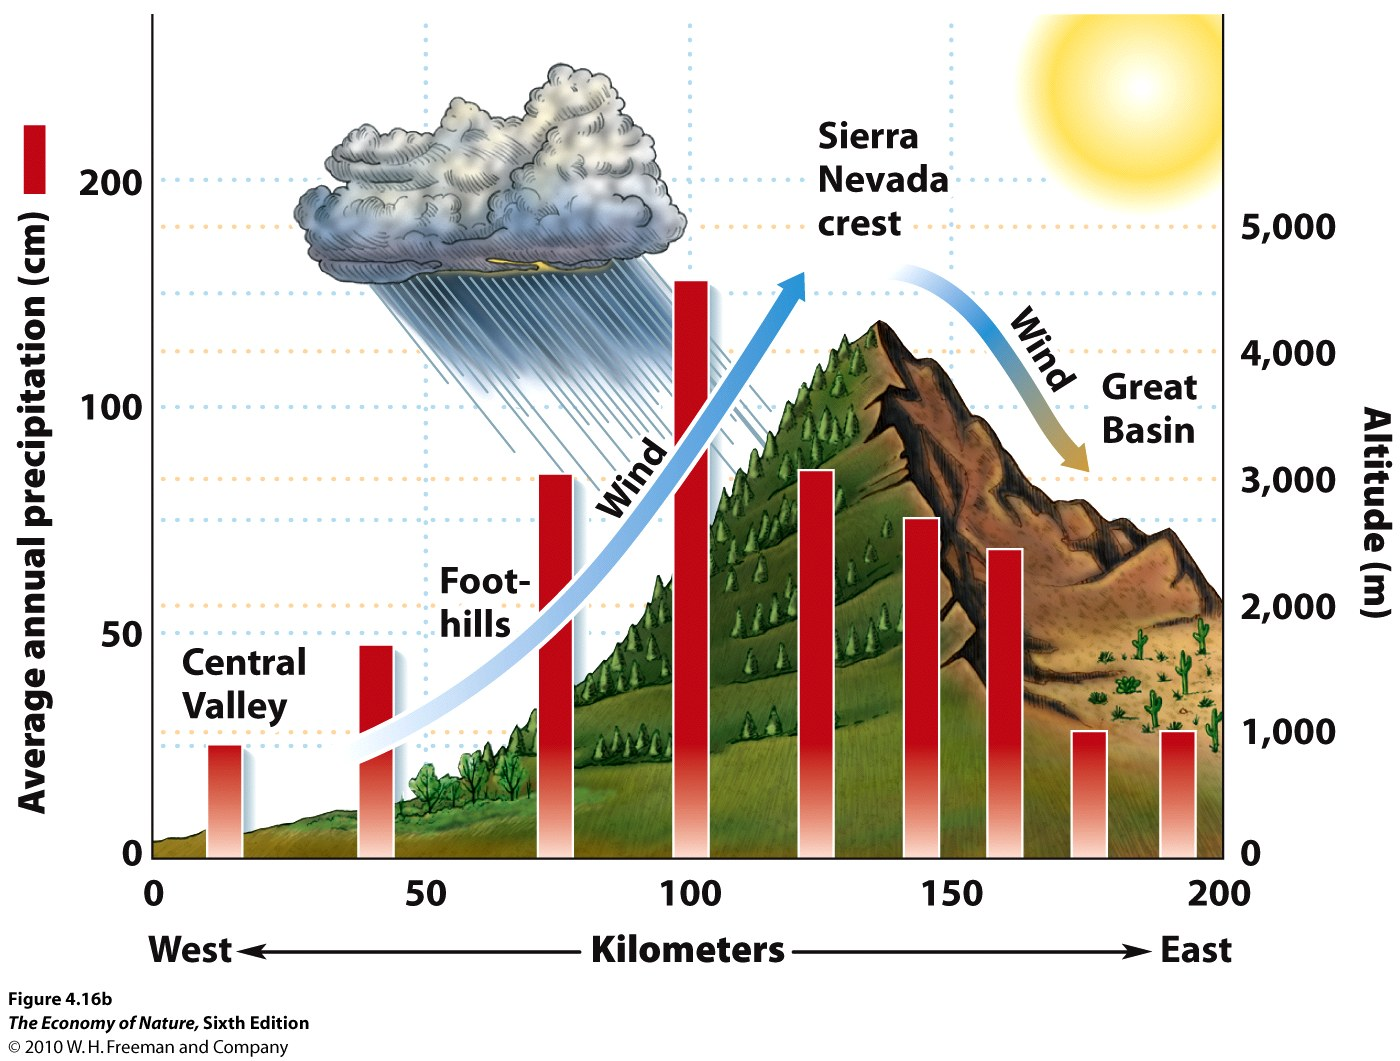 Average annual precipitation (cm)
200
100
50
0
Sierra
Nevada
crest
Wind
Great
Basin
Wind
Foot-
hills
Central
Valley
5,000
4,000
3,000
2,000
1,000
0
Altitude (m)
0 50 100 150 200
West Kilometers East
Figure 4.16b
The Economy of Nature, Sixth Edition
© 2010 W. H. Freeman and Company